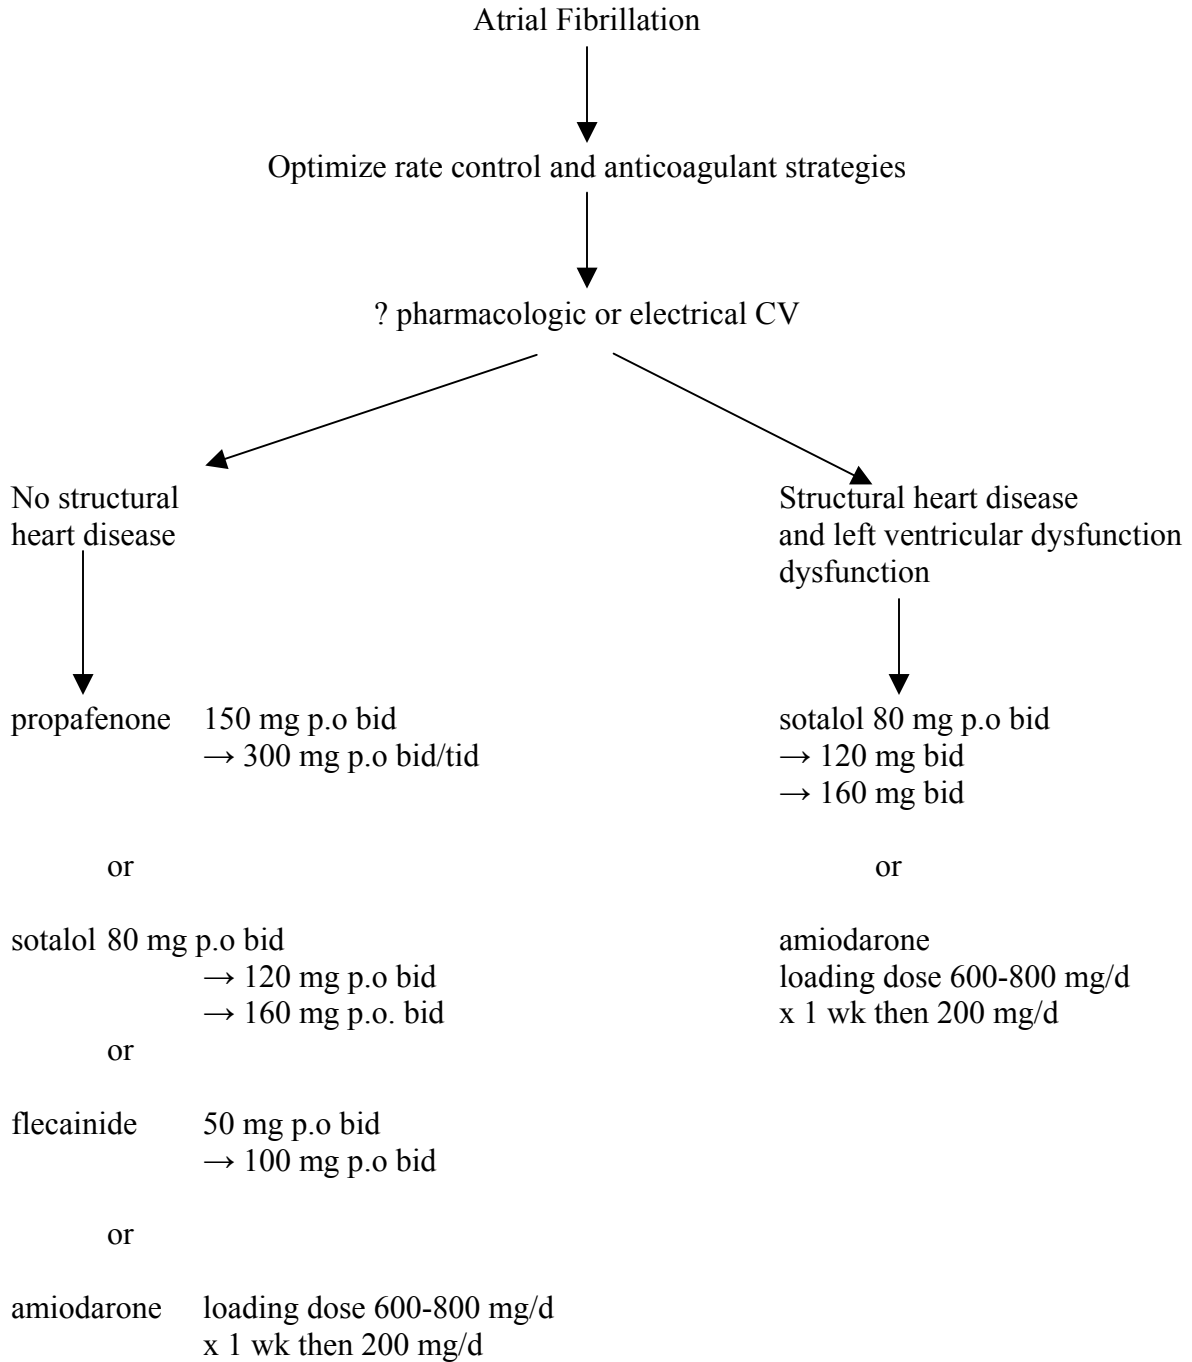 Atrial Fibrillation
Optimize rate control and anticoagulant strategies
? pharmacologic or electrical CV
No structural
heart disease
propafenone 150 mg p.o bid
→ 300 mg p.o bid/tid
or
sotalol 80 mg p.o bid
→ 120 mg p.o bid
→ 160 mg p.o. bid
or
flecainide 50 mg p.o bid
→ 100 mg p.o bid
or
amiodarone loading dose 600-800 mg/d
x 1 wk then 200 mg/d
Structural heart disease
and left ventricular dysfunction
dysfunction
sotalol 80 mg p.o bid
→ 120 mg bid
→ 160 mg bid
or
amiodarone
loading dose 600-800 mg/d
x 1 wk then 200 mg/d